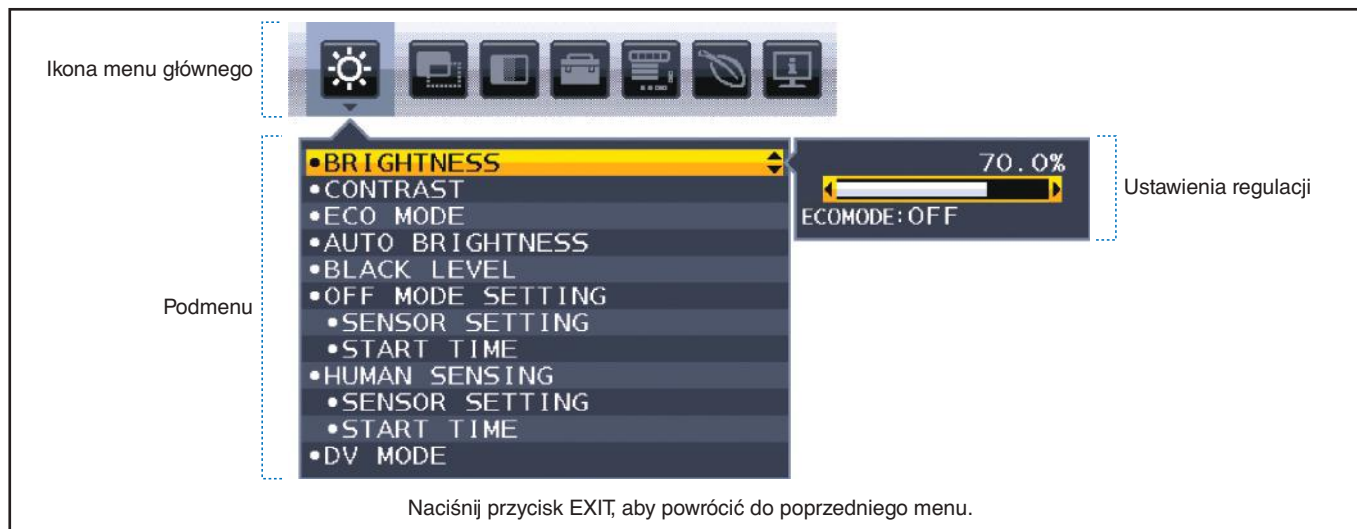 Ikona menu głównego
•BRIGHTNESS
•CONTRAST
•ECO MODE
•AUTO BRIGHTNESS
•BLACK LEVEL
•OFF MODE SETTING
•SENSOR SETTING
•START TIME
•HUMAN SENSING
•SENSOR SETTING
•START TIME
•DV MODE
70.0%
ECOMODE:OFF
Ustawienia regulacji
Podmenu
Naciśnij przycisk EXIT, aby powrócić do poprzedniego menu.